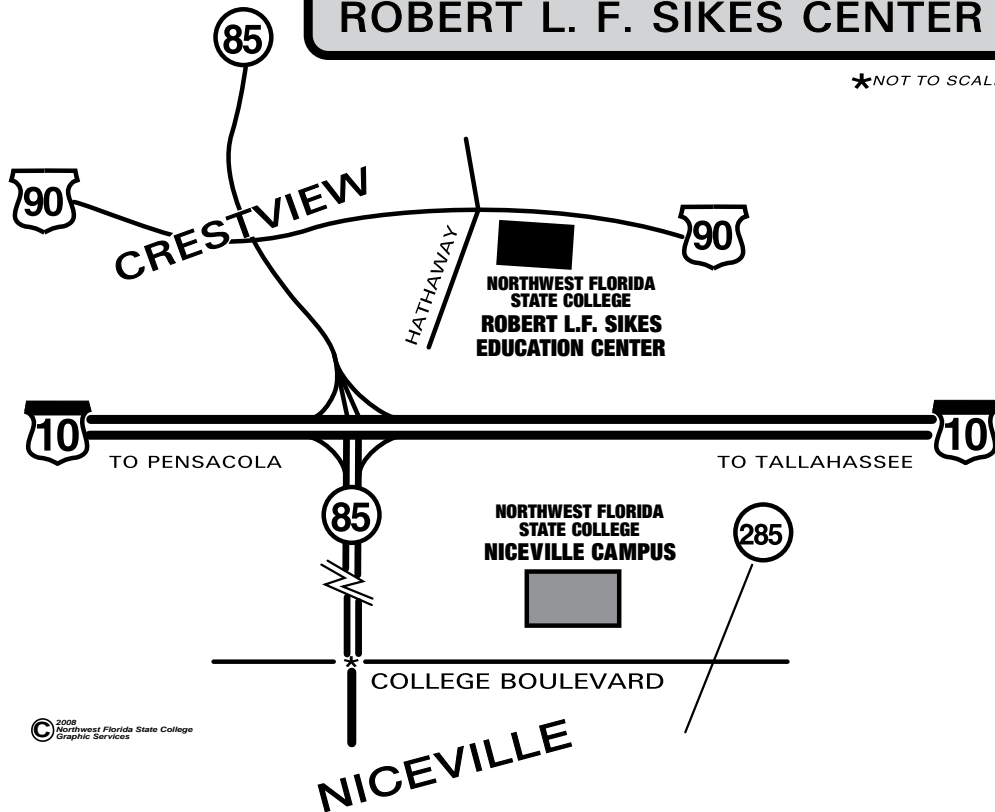 ROBERT L. F. SIKES CENTER
85
*NOT TO SCAL
CRESTVIEW
90
90
HATHAWAY
NORTHWEST FLORIDA
STATE COLLEGE
ROBERT L.F. SIKES
EDUCATION CENTER
10
10
TO PENSACOLA
TO TALLAHASSEE
85
NORTHWEST FLORIDA
STATE COLLEGE
NICEVILLE CAMPUS
285
*
COLLEGE BOULEVARD
© 2008
Northwest Florida State College
Graphic Services
NICEVILLE